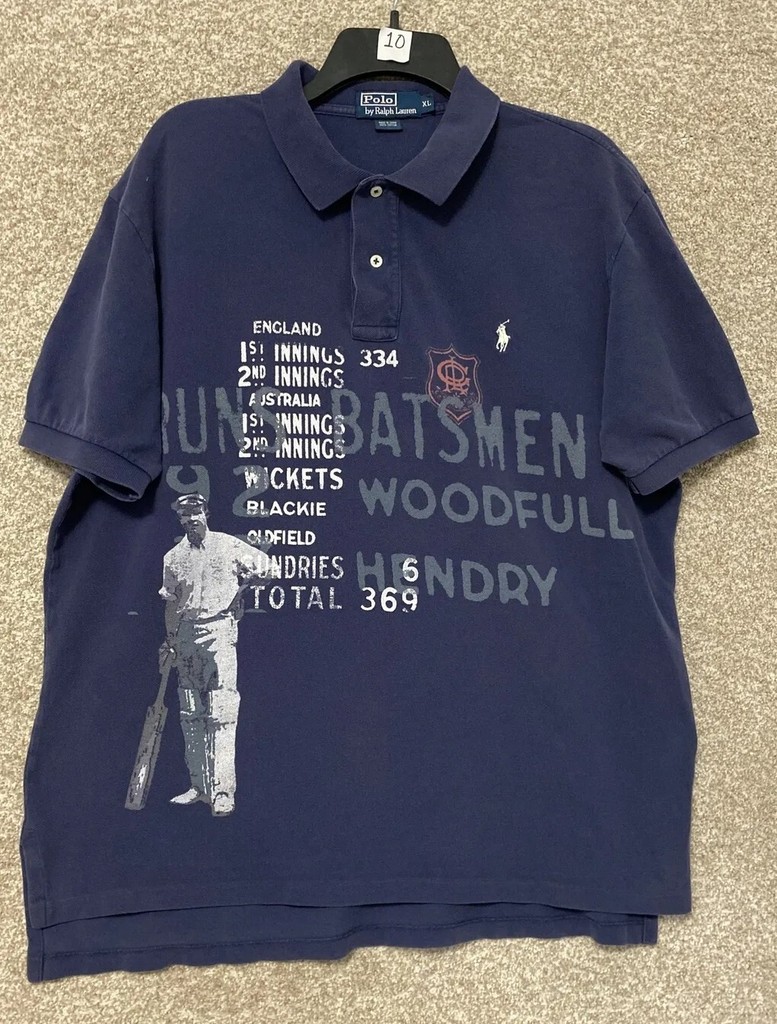 10
Polo
by Ralph Lauren
XL
ENGLAND
1ST INNINGS 334
2ND INNINGS
AUSTRALIA
1ST INNINGS
2ND INNINGS
RUNS BATSMEN
92
WICKETS
WOODFULL
BLACKIE
OLDFIELD
SUNDRIES 6
HENDRY
TOTAL 369